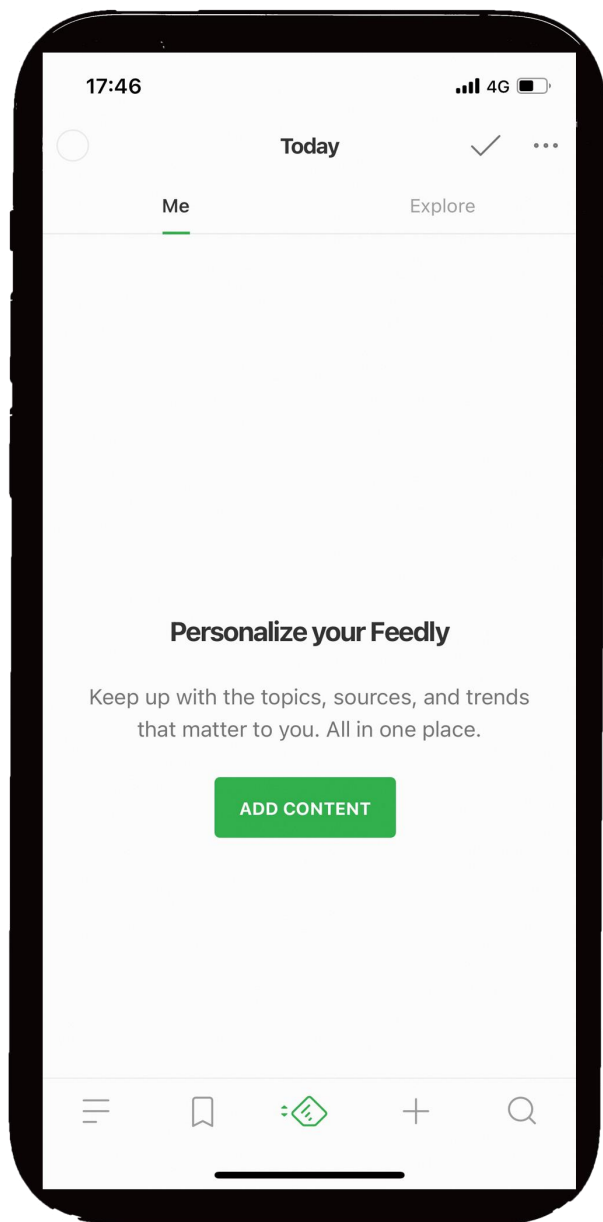 17:46
4G
Today
Me
Explore
Personalize your Feedly
Keep up with the topics, sources, and trends
that matter to you. All in one place.
ADD CONTENT